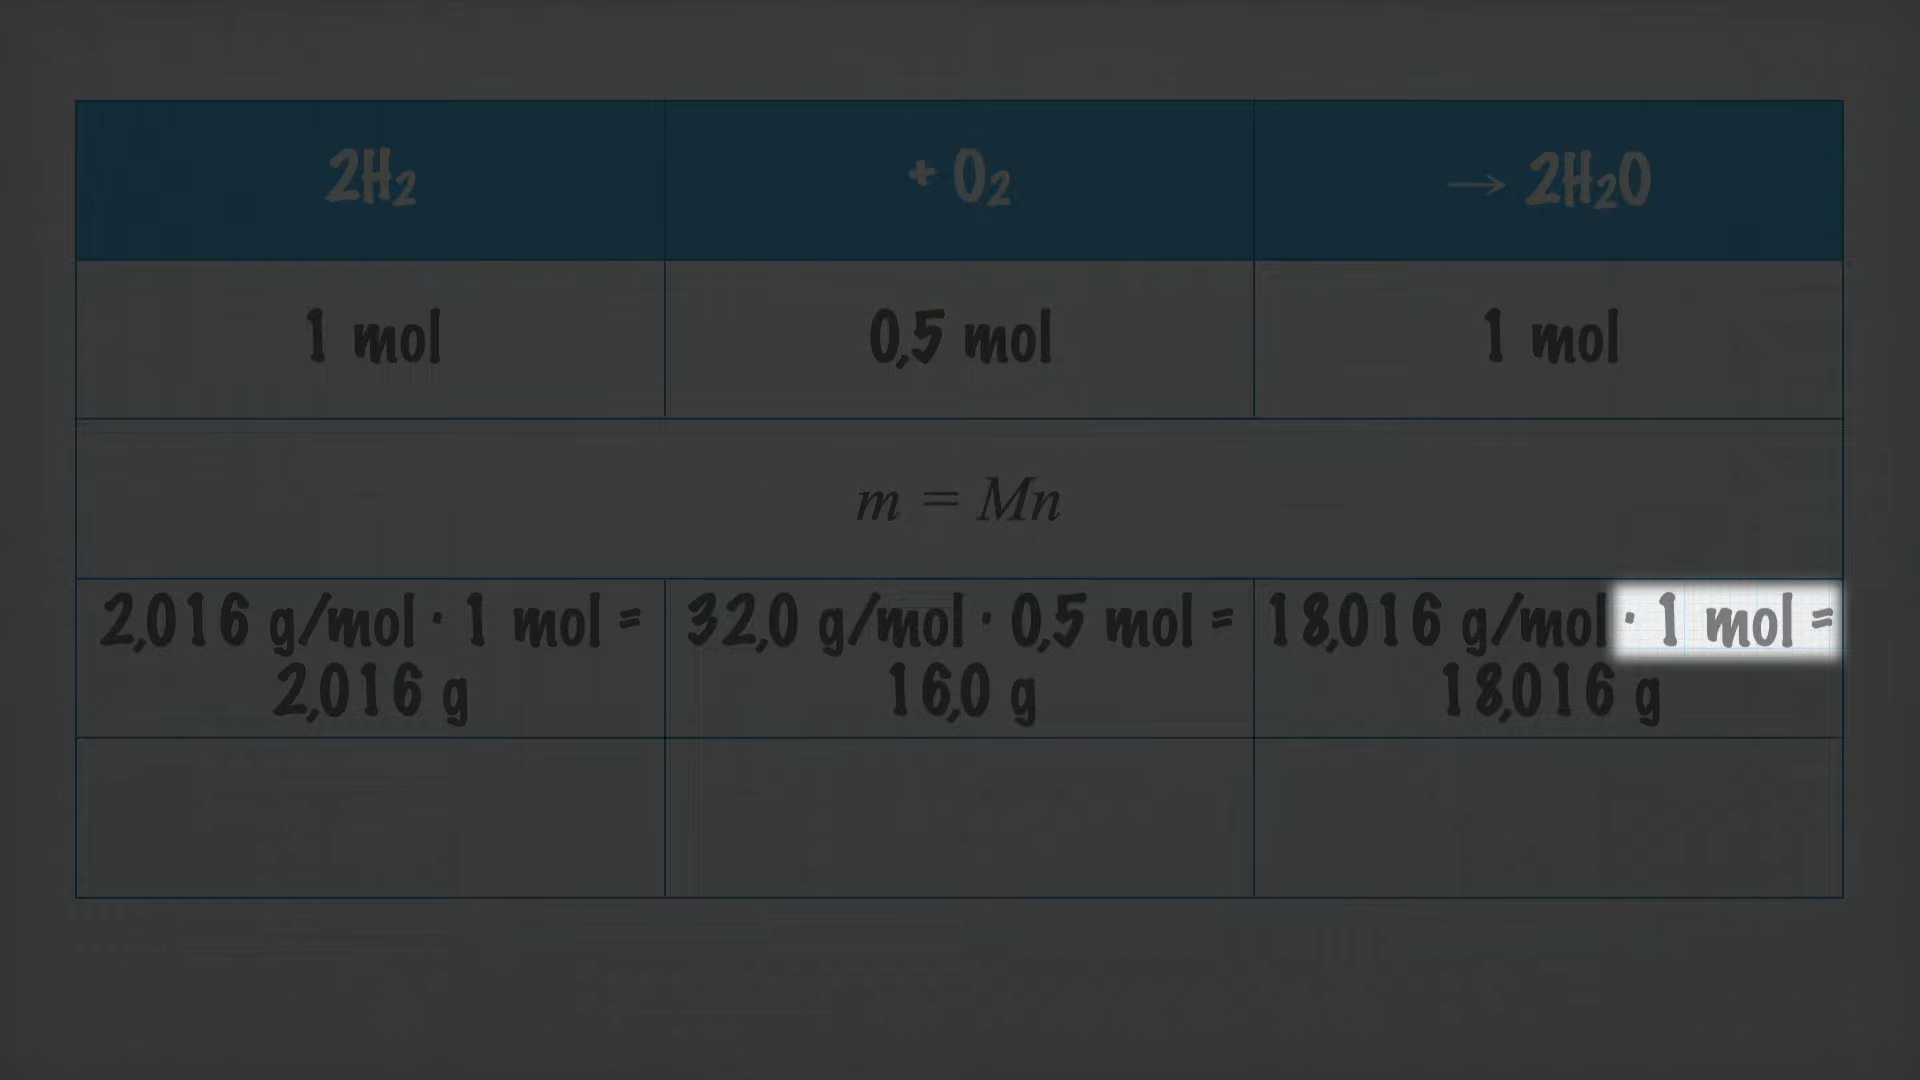 2H₂ + O₂ → 2H₂O
1 mol 0,5 mol 1 mol
m = Mn
2,016 g/mol · 1 mol = 32,0 g/mol · 0,5 mol = 18,016 g/mol · 1 mol =
2,016 g 16,0 g 18,016 g